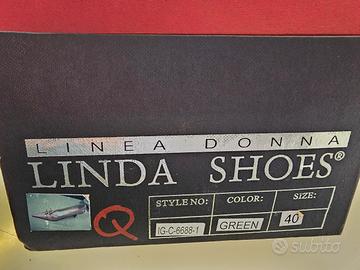 LINEA DONNA
LINDA SHOES®
STYLE NO: COLOR: SIZE:
IG-C-6688-1 GREEN 40
Q
subito